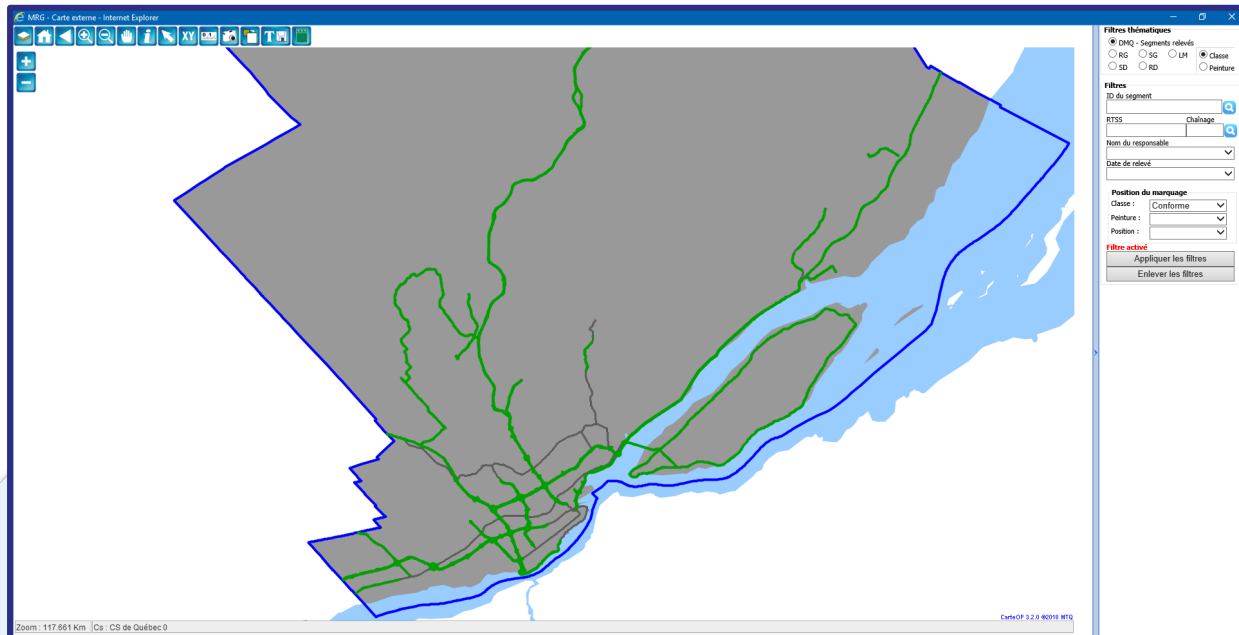 MRG - Carte externe - Internet Explorer
XY
T
Filtres thématiques
DMQ - Segments relevés
RG SG LM Classe
SD RD Peinture
Filtres
ID du segment
RTSS Chaînage
Nom du responsable
Date de relevé
Position du marquage
Classe : Conforme
Peinture :
Position :
Filtre activé
Appliquer les filtres
Enlever les filtres
CarteOP 3.2.0 ©2018 MTQ
Zoom : 117.661 Km Cs : CS de Québec 0